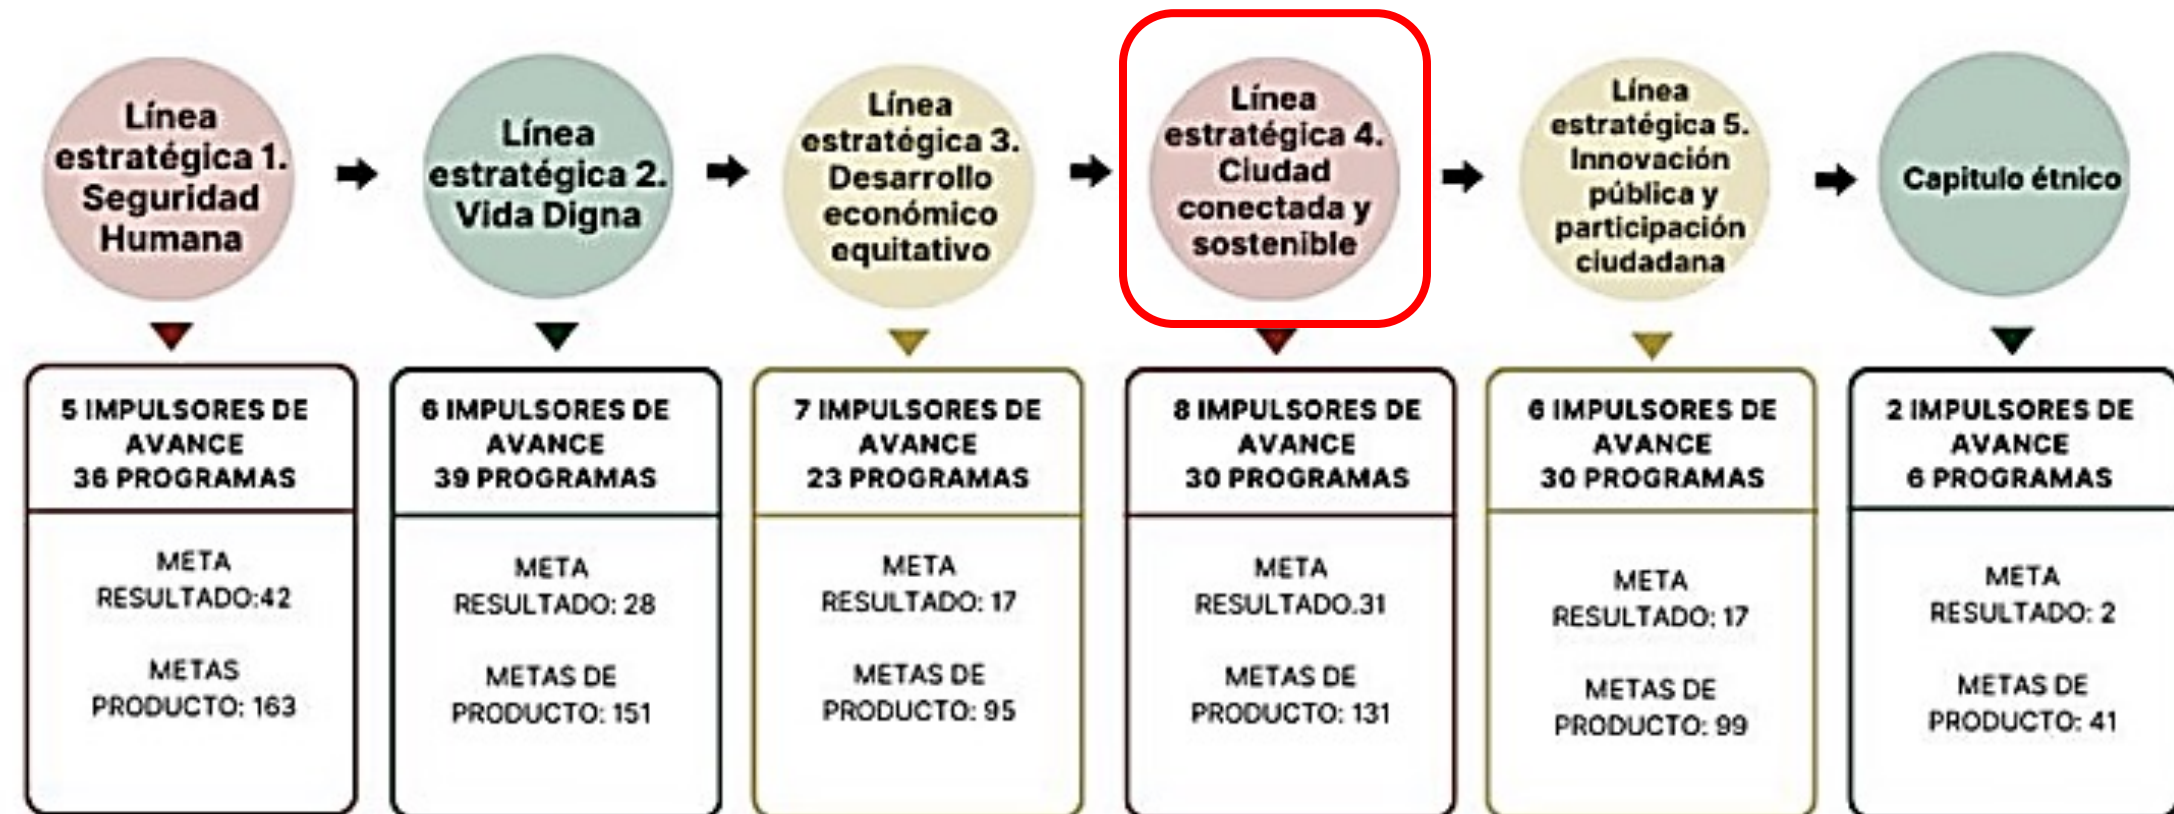 Línea
estratégica 1.
Seguridad
Humana
Línea
estratégica 2.
Vida Digna
Línea
estratégica 3.
Desarrollo
económico
equitativo
Línea
estratégica 4.
Ciudad
conectada y
sostenible
Línea
estratégica 5.
Innovación
pública y
participación
ciudadana
Capitulo étnico
5 IMPULSORES DE
AVANCE
36 PROGRAMAS
META
RESULTADO:42
METAS
PRODUCTO: 163
6 IMPULSORES DE
AVANCE
39 PROGRAMAS
META
RESULTADO: 28
METAS DE
PRODUCTO: 151
7 IMPULSORES DE
AVANCE
23 PROGRAMAS
META
RESULTADO: 17
METAS DE
PRODUCTO: 95
8 IMPULSORES DE
AVANCE
30 PROGRAMAS
META
RESULTADO.31
METAS DE
PRODUCTO: 131
6 IMPULSORES DE
AVANCE
30 PROGRAMAS
META
RESULTADO: 17
METAS DE
PRODUCTO: 99
2 IMPULSORES DE
AVANCE
6 PROGRAMAS
META
RESULTADO: 2
METAS DE
PRODUCTO: 41